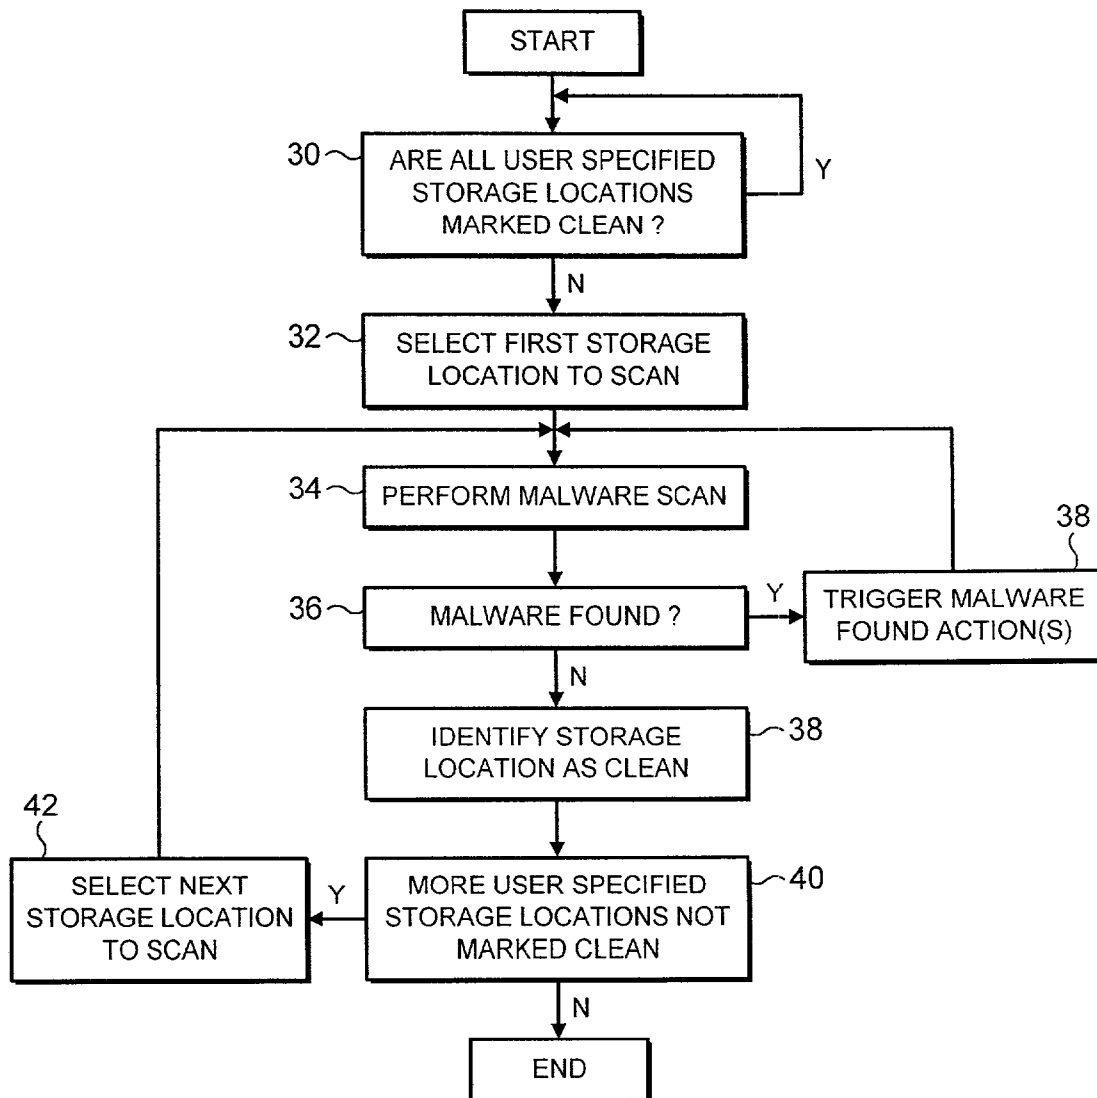 START
30
ARE ALL USER SPECIFIED
STORAGE LOCATIONS
MARKED CLEAN ?
Y
N
32
SELECT FIRST STORAGE
LOCATION TO SCAN
34
PERFORM MALWARE SCAN
38
36
MALWARE FOUND ?
Y
TRIGGER MALWARE
FOUND ACTION(S)
N
IDENTIFY STORAGE
LOCATION AS CLEAN
38
42
SELECT NEXT
STORAGE LOCATION
TO SCAN
Y
MORE USER SPECIFIED
STORAGE LOCATIONS NOT
MARKED CLEAN
40
N
END